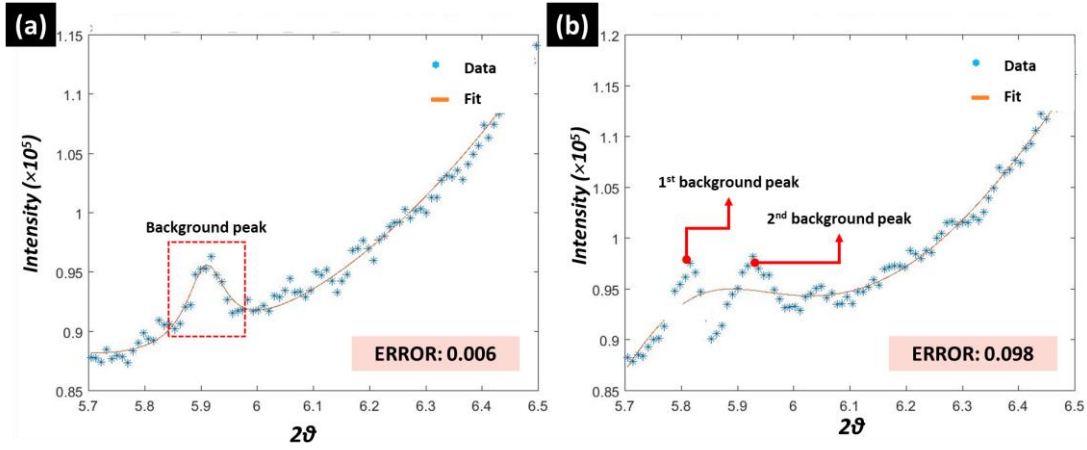 (a)
1.15
1.1
1.05
1
0.95
0.9
0.85
Intensity (×10⁵)
Data
Fit
Background peak
ERROR: 0.006
5.7 5.8 5.9 6 6.1 6.2 6.3 6.4 6.5
2ϑ
(b)
1.2
1.15
1.1
1.05
1
0.95
0.9
0.85
Intensity (×10⁵)
Data
Fit
1st background peak
2nd background peak
ERROR: 0.098
5.7 5.8 5.9 6 6.1 6.2 6.3 6.4 6.5
2ϑ